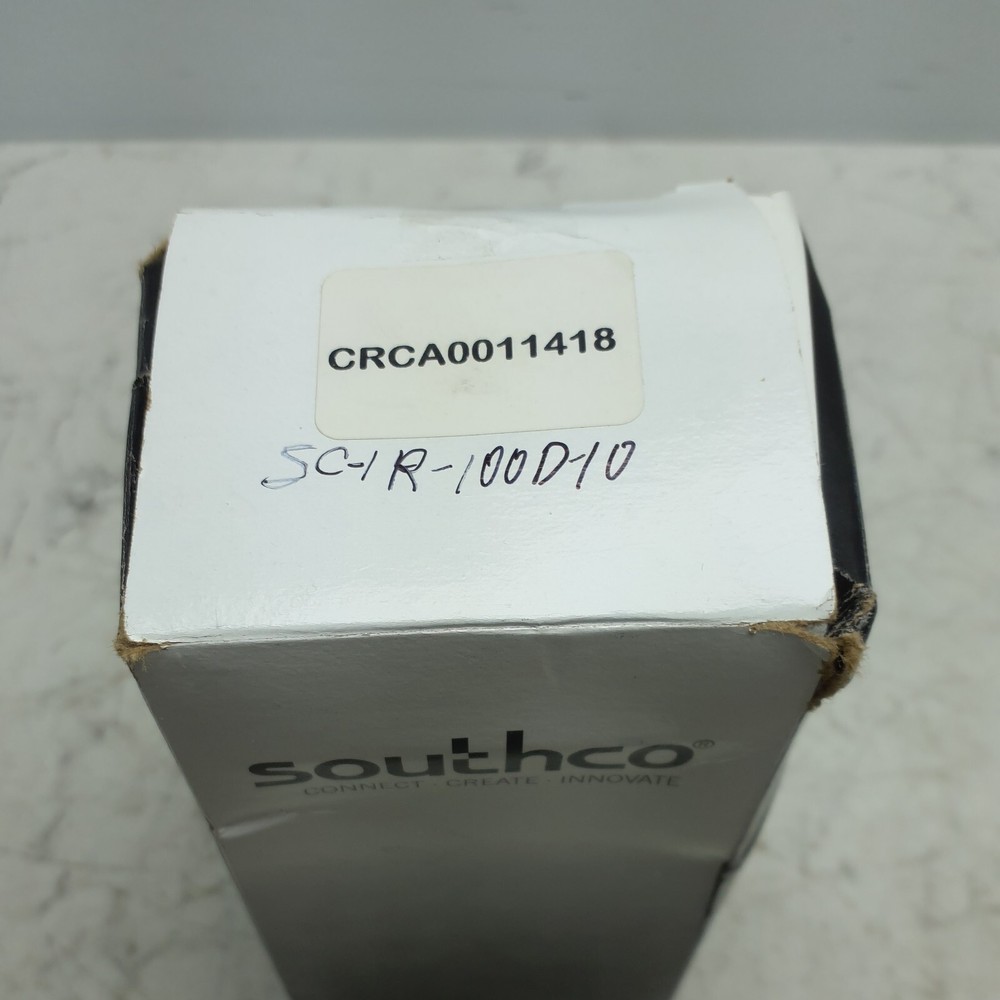 CRCA0011418
SC-1R-100D-10
southco®
CONNECT · CREATE · INNOVATE